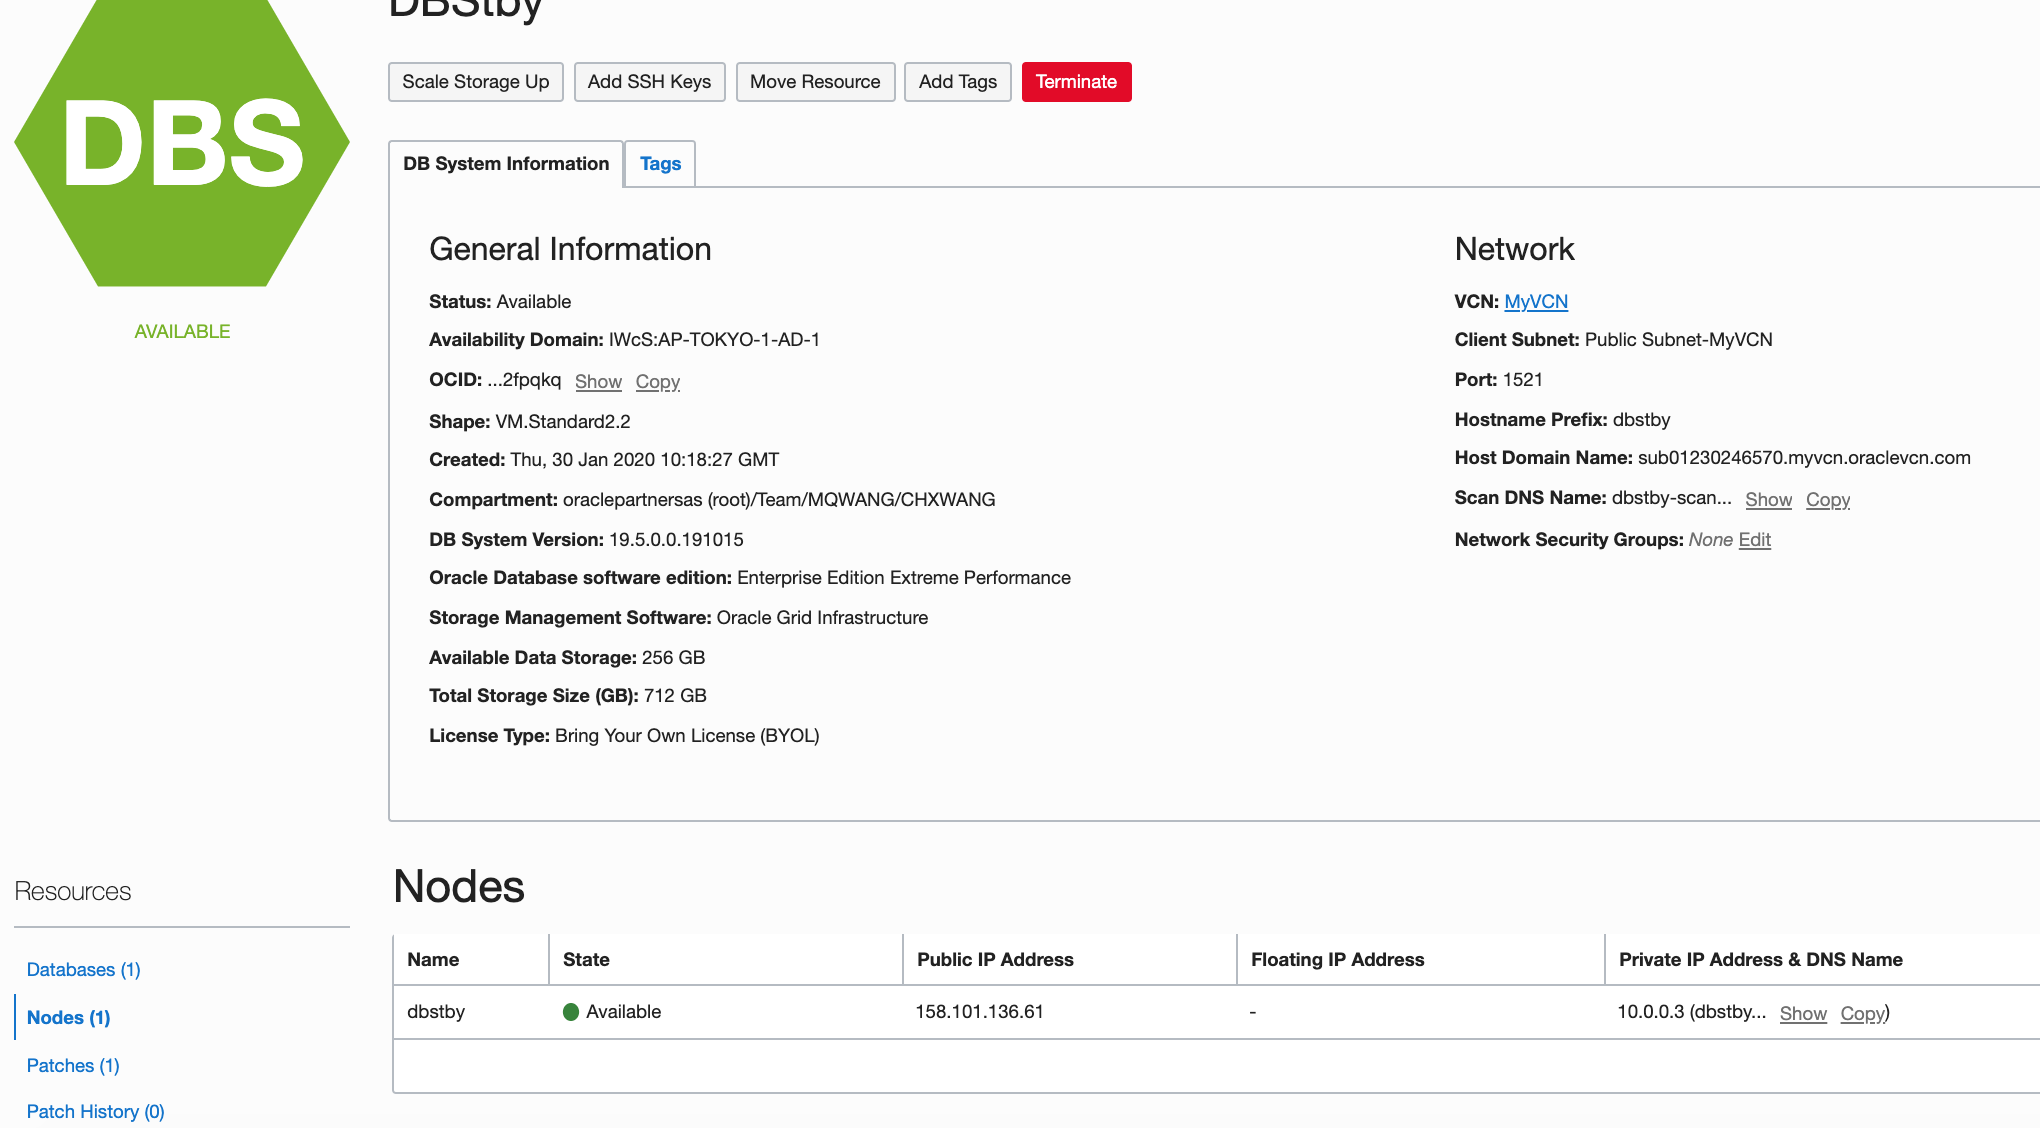 DBStby
Scale Storage Up Add SSH Keys Move Resource Add Tags Terminate
DBS
AVAILABLE
DB System Information Tags
General Information
Status: Available
Availability Domain: IWcS:AP-TOKYO-1-AD-1
OCID: ...2fpqkq Show Copy
Shape: VM.Standard2.2
Created: Thu, 30 Jan 2020 10:18:27 GMT
Compartment: oraclepartnersas (root)/Team/MQWANG/CHXWANG
DB System Version: 19.5.0.0.191015
Oracle Database software edition: Enterprise Edition Extreme Performance
Storage Management Software: Oracle Grid Infrastructure
Available Data Storage: 256 GB
Total Storage Size (GB): 712 GB
License Type: Bring Your Own License (BYOL)
Network
VCN: MyVCN
Client Subnet: Public Subnet-MyVCN
Port: 1521
Hostname Prefix: dbstby
Host Domain Name: sub01230246570.myvcn.oraclevcn.com
Scan DNS Name: dbstby-scan... Show Copy
Network Security Groups: None Edit
Resources
Databases (1)
Nodes (1)
Patches (1)
Patch History (0)
Nodes
Name State Public IP Address Floating IP Address Private IP Address & DNS Name
dbstby Available 158.101.136.61 - 10.0.0.3 (dbstby... Show Copy)